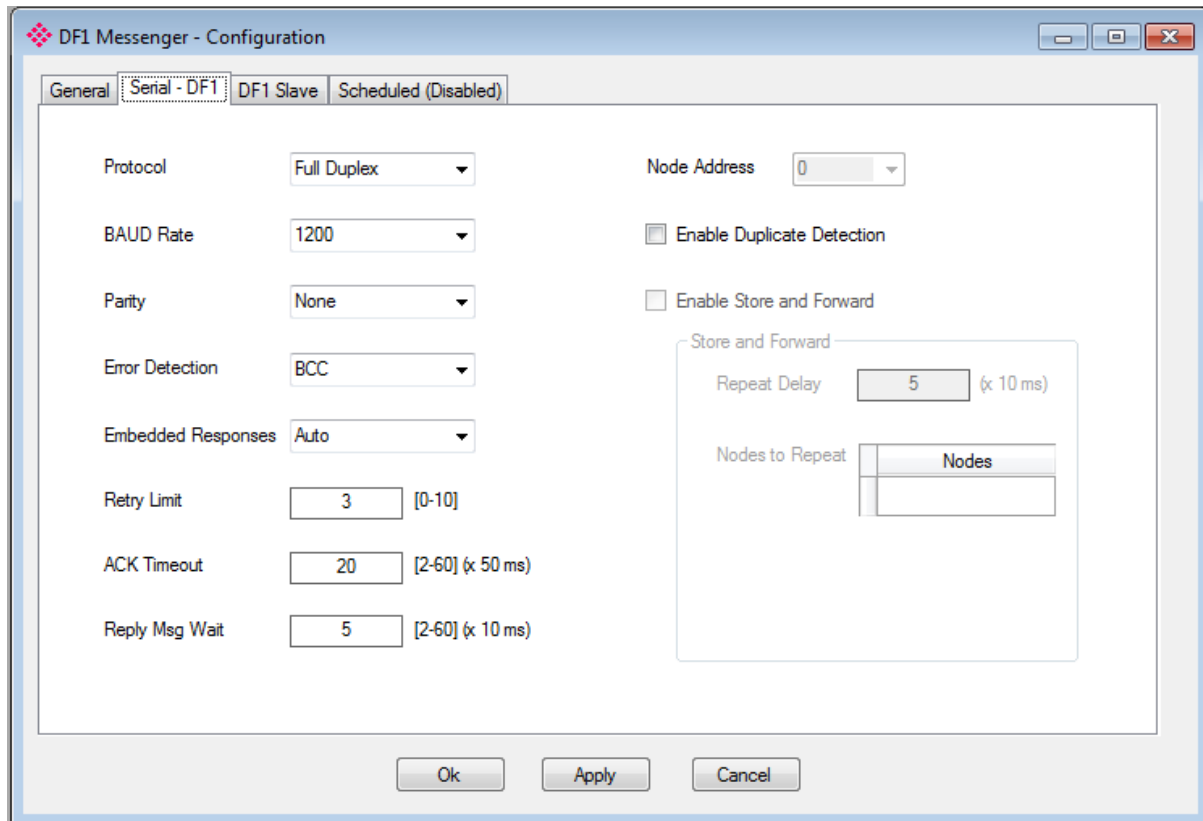 DF1 Messenger - Configuration
General Serial - DF1 DF1 Slave Scheduled (Disabled)
Protocol Full Duplex
BAUD Rate 1200
Parity None
Error Detection BCC
Embedded Responses Auto
Retry Limit 3 [0-10]
ACK Timeout 20 [2-60] (x 50 ms)
Reply Msg Wait 5 [2-60] (x 10 ms)
Node Address 0
Enable Duplicate Detection
Enable Store and Forward
Store and Forward
Repeat Delay 5 (x 10 ms)
Nodes to Repeat Nodes
Ok Apply Cancel